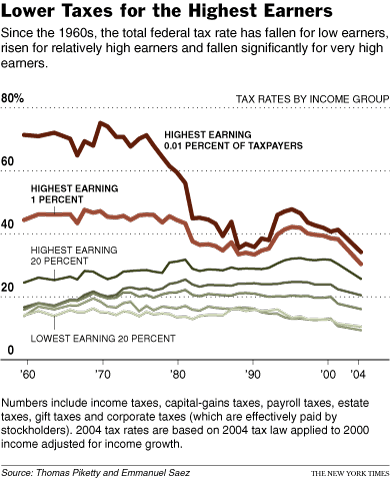 Lower Taxes for the Highest Earners
Since the 1960s, the total federal tax rate has fallen for low earners,
risen for relatively high earners and fallen significantly for very high
earners.
80%
TAX RATES BY INCOME GROUP
HIGHEST EARNING
0.01 PERCENT OF TAXPAYERS
60
HIGHEST EARNING
1 PERCENT
40
HIGHEST EARNING
20 PERCENT
20
LOWEST EARNING 20 PERCENT
0
'60 '70 '80 '90 '00 '04
Numbers include income taxes, capital-gains taxes, payroll taxes, estate
taxes, gift taxes and corporate taxes (which are effectively paid by
stockholders). 2004 tax rates are based on 2004 tax law applied to 2000
income adjusted for income growth.
Source: Thomas Piketty and Emmanuel Saez
THE NEW YORK TIMES